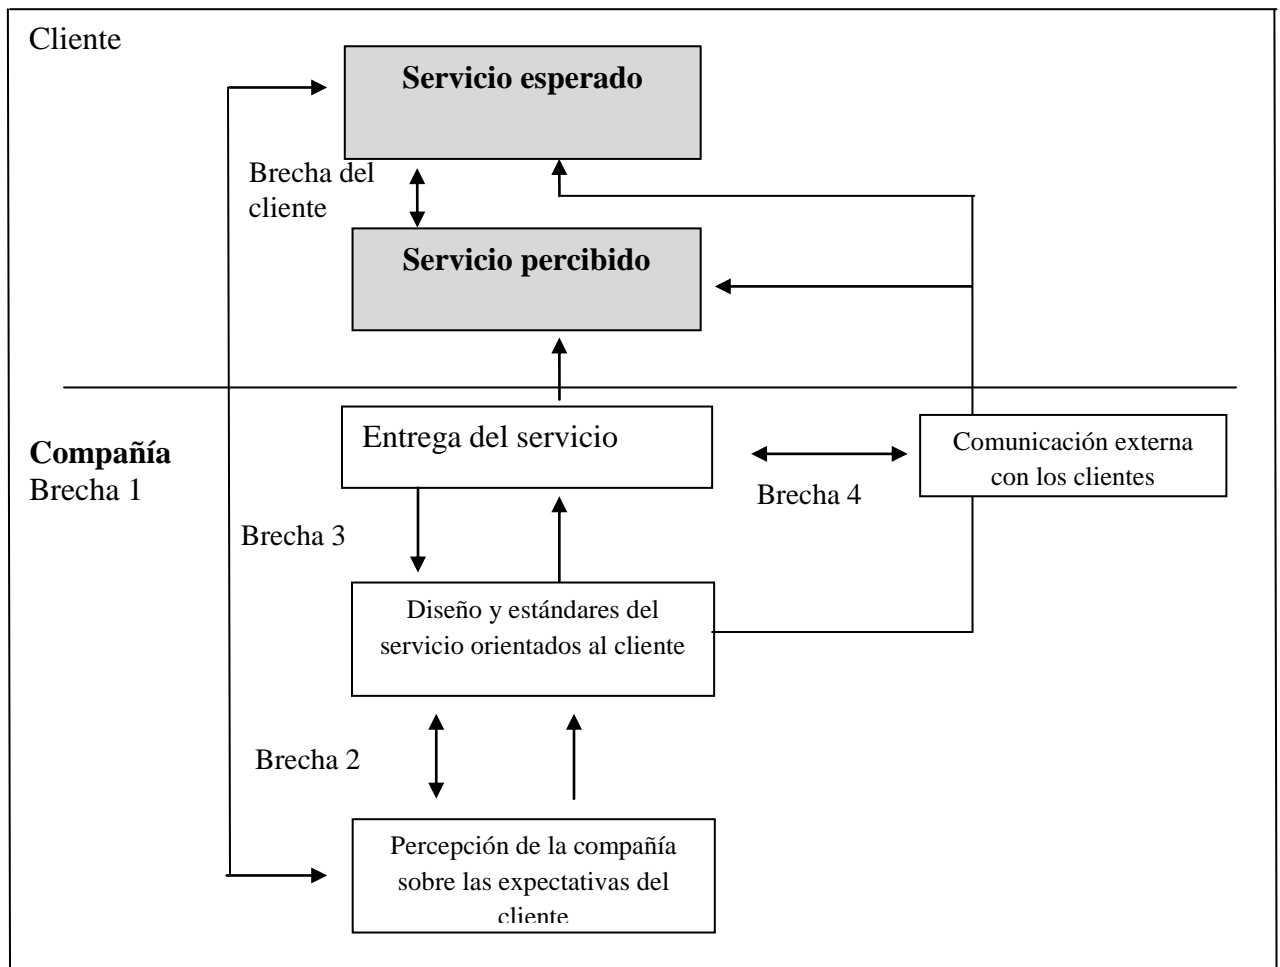 Cliente
Servicio esperado
Brecha del
cliente
Servicio percibido
Entrega del servicio
Compañía
Brecha 1
Comunicación externa
con los clientes
Brecha 4
Brecha 3
Diseño y estándares del
servicio orientados al cliente
Brecha 2
Percepción de la compañía
sobre las expectativas del
cliente